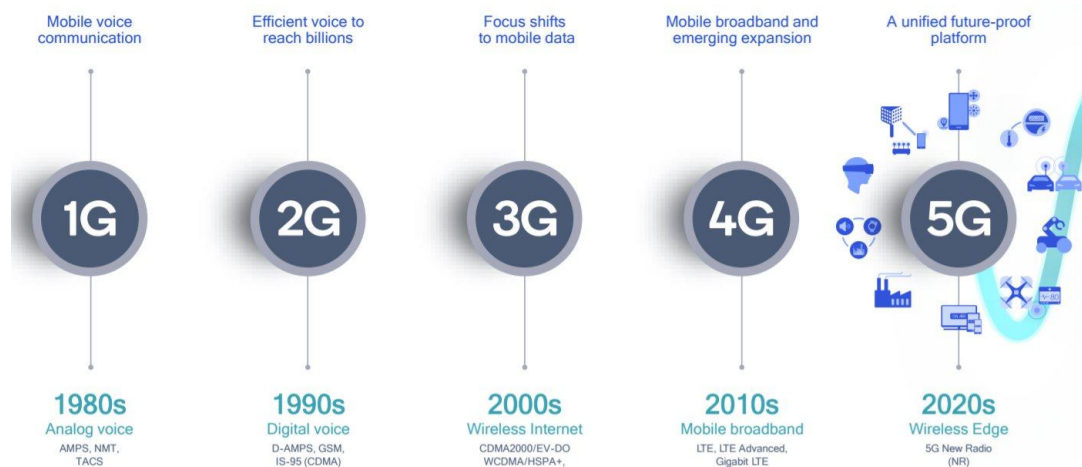 Mobile voice
communication
Efficient voice to
reach billions
Focus shifts
to mobile data
Mobile broadband and
emerging expansion
A unified future-proof
platform
1G
2G
3G
4G
5G
1980s
Analog voice
AMPS, NMT,
TACS
1990s
Digital voice
D-AMPS, GSM,
IS-95 (CDMA)
2000s
Wireless Internet
CDMA2000/EV-DO
WCDMA/HSPA+,
2010s
Mobile broadband
LTE, LTE Advanced,
Gigabit LTE
2020s
Wireless Edge
5G New Radio
(NR)